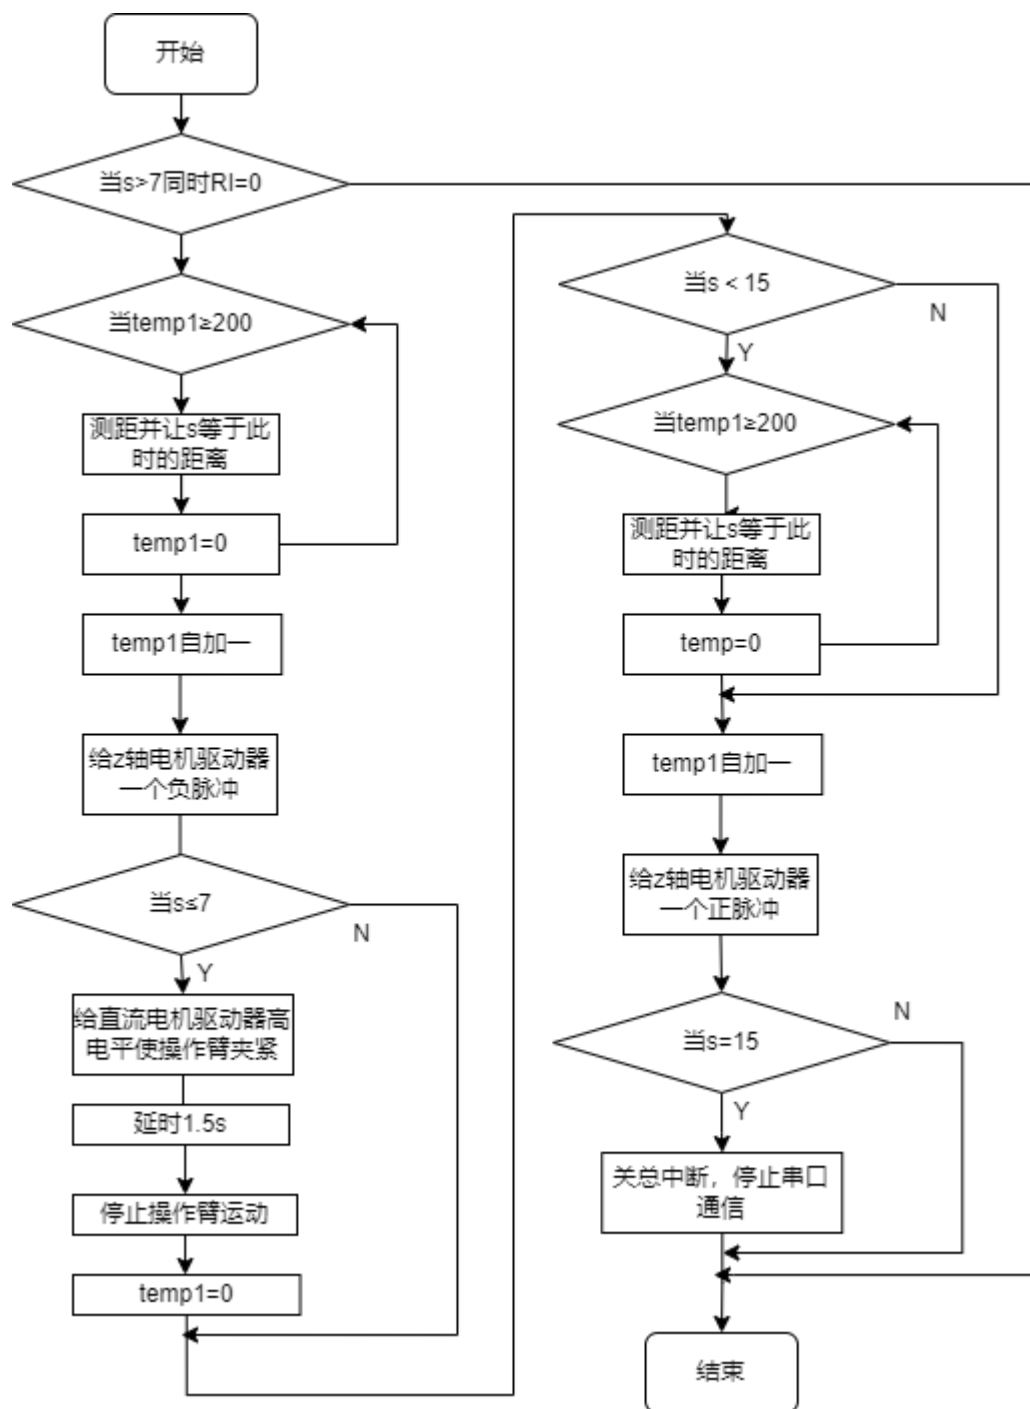 开始
当s>7同时RI=0
当temp1≥200
测距并让s等于此
时的距离
temp1=0
temp1自加一
给z轴电机驱动器
一个负脉冲
当s≤7
N
Y
给直流电机驱动器高
电平使操作臂夹紧
延时1.5s
停止操作臂运动
temp1=0
当s < 15
N
Y
当temp1≥200
测距并让s等于此
时的距离
temp=0
temp1自加一
给z轴电机驱动器
一个正脉冲
当s=15
N
Y
关总中断，停止串口
通信
结束